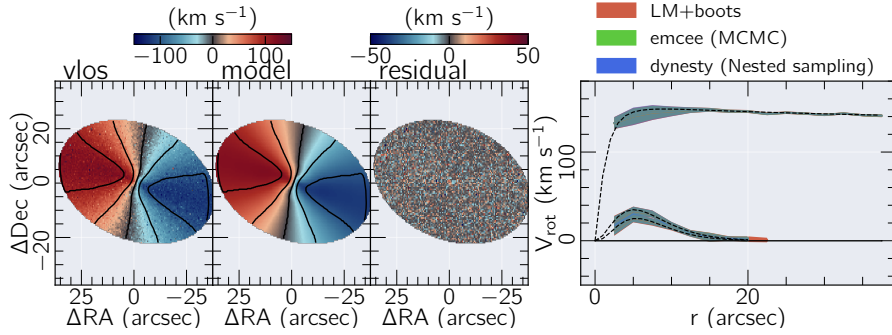 (km s⁻¹) (km s⁻¹)
−100 0 100 −50 0 50
vlos model residual
LM+boots
emcee (MCMC)
dynesty (Nested sampling)
ΔDec (arcsec)
20
0
−20
25 0 −25 25 0 −25 25 0 −25
ΔRA (arcsec) ΔRA (arcsec) ΔRA (arcsec)
V_rot (km s⁻¹)
100
0
0 20
r (arcsec)